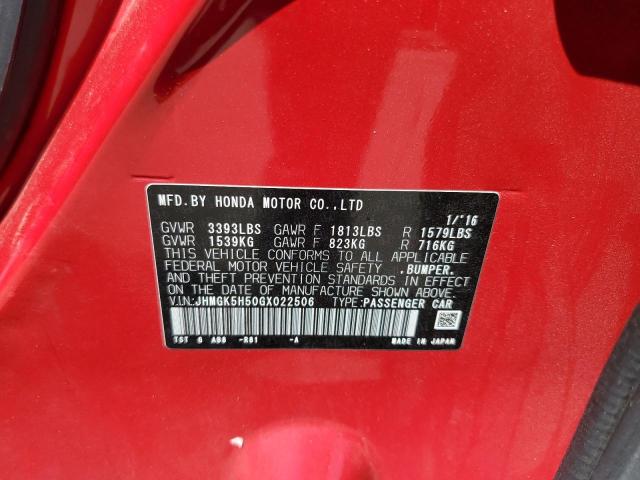 MFD.BY HONDA MOTOR CO.,LTD 1/'16
GVWR 3393LBS GAWR F 1813LBS R 1579LBS
GVWR 1539KG GAWR F 823KG R 716KG
THIS VEHICLE CONFORMS TO ALL APPLICABLE
FEDERAL MOTOR VEHICLE SAFETY ,BUMPER,
AND THEFT PREVENTION STANDARDS IN EFFECT
ON THE DATE OF MANUFACTURE SHOWN ABOVE.
V.I.N:JHMGK5H50GX022506 TYPE:PASSENGER CAR
-R81 -A MADE IN JAPAN